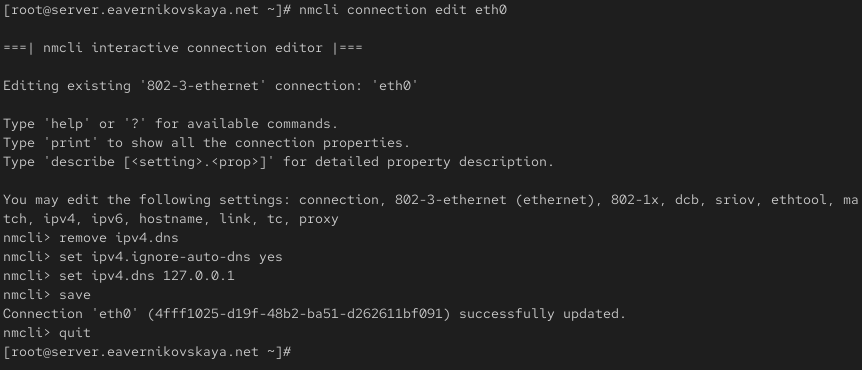 [root@server.eavernikovskaya.net ~]# nmcli connection edit eth0
===| nmcli interactive connection editor |===
Editing existing '802-3-ethernet' connection: 'eth0'
Type 'help' or '?' for available commands.
Type 'print' to show all the connection properties.
Type 'describe [<setting>.<prop>]' for detailed property description.
You may edit the following settings: connection, 802-3-ethernet (ethernet), 802-1x, dcb, sriov, ethtool, ma
tch, ipv4, ipv6, hostname, link, tc, proxy
nmcli> remove ipv4.dns
nmcli> set ipv4.ignore-auto-dns yes
nmcli> set ipv4.dns 127.0.0.1
nmcli> save
Connection 'eth0' (4fff1025-d19f-48b2-ba51-d262611bf091) successfully updated.
nmcli> quit
[root@server.eavernikovskaya.net ~]#